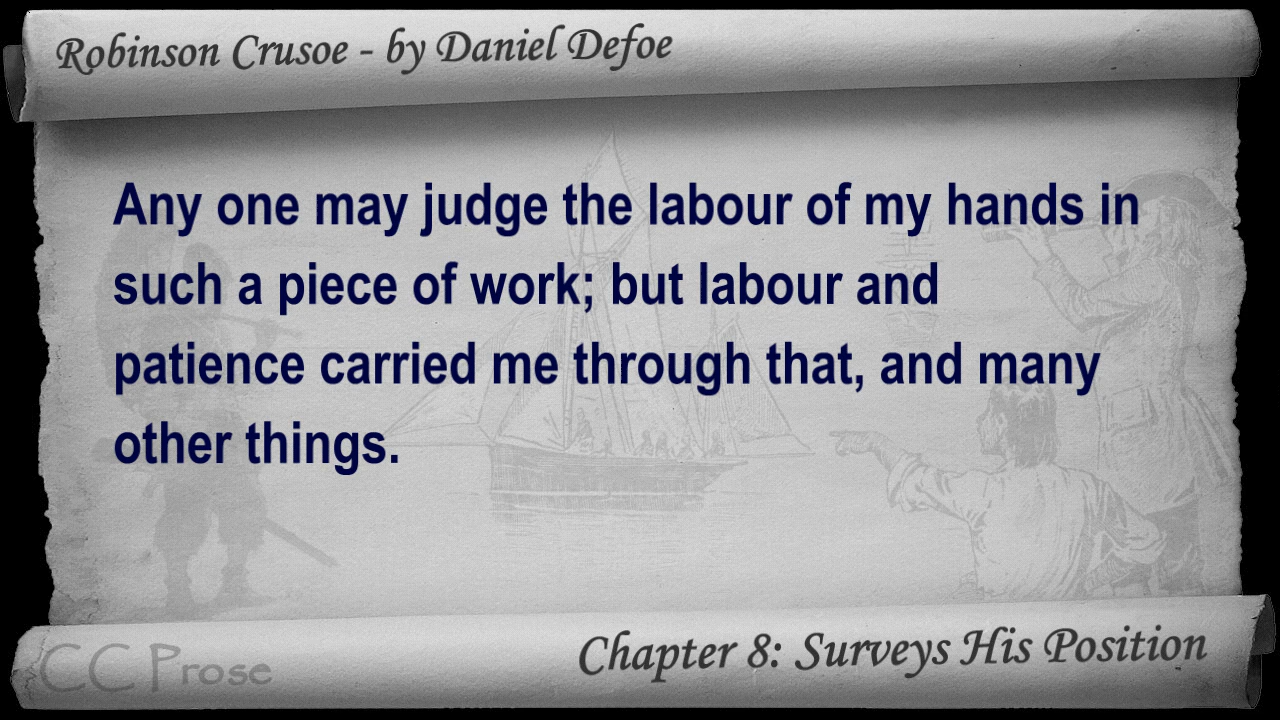 Robinson Crusoe - by Daniel Defoe
Any one may judge the labour of my hands in
such a piece of work; but labour and
patience carried me through that, and many
other things.
CC Prose
Chapter 8: Surveys His Position